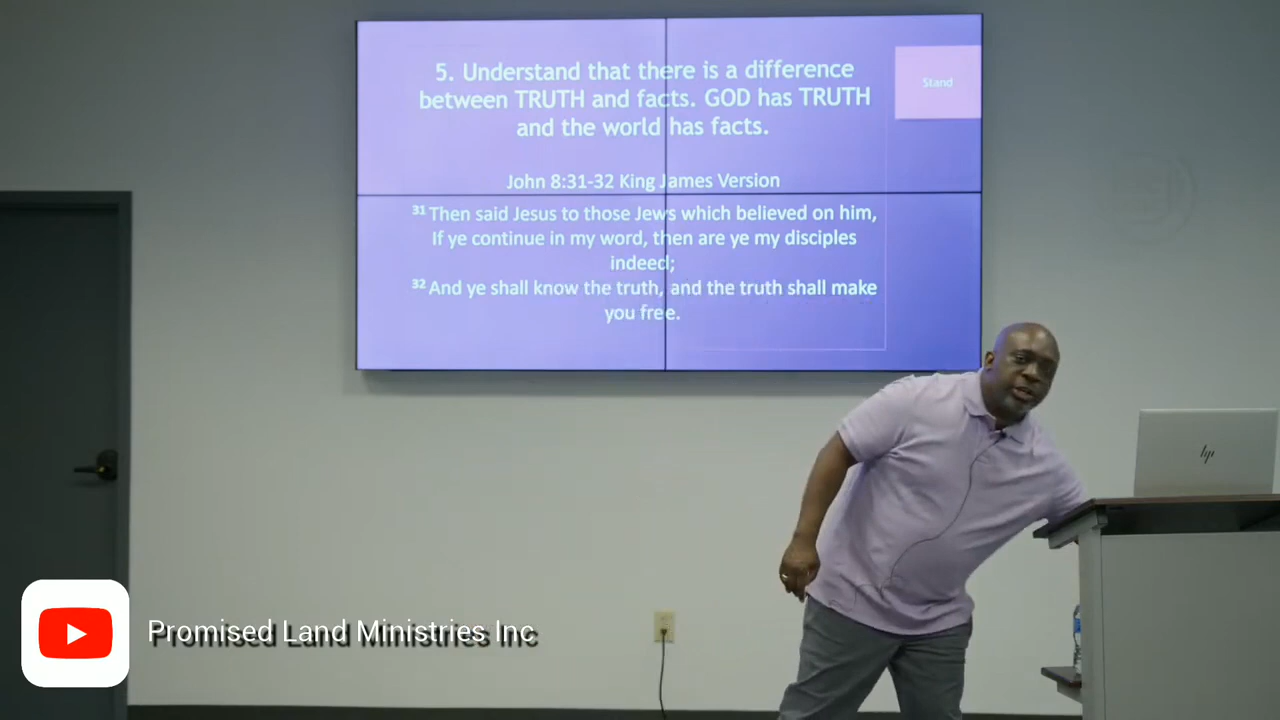 5. Understand that there is a difference
between TRUTH and facts. GOD has TRUTH
and the world has facts.
Stand
John 8:31-32 King James Version
31 Then said Jesus to those Jews which believed on him,
If ye continue in my word, then are ye my disciples
indeed;
32 And ye shall know the truth, and the truth shall make
you free.
hp
Promised Land Ministries Inc